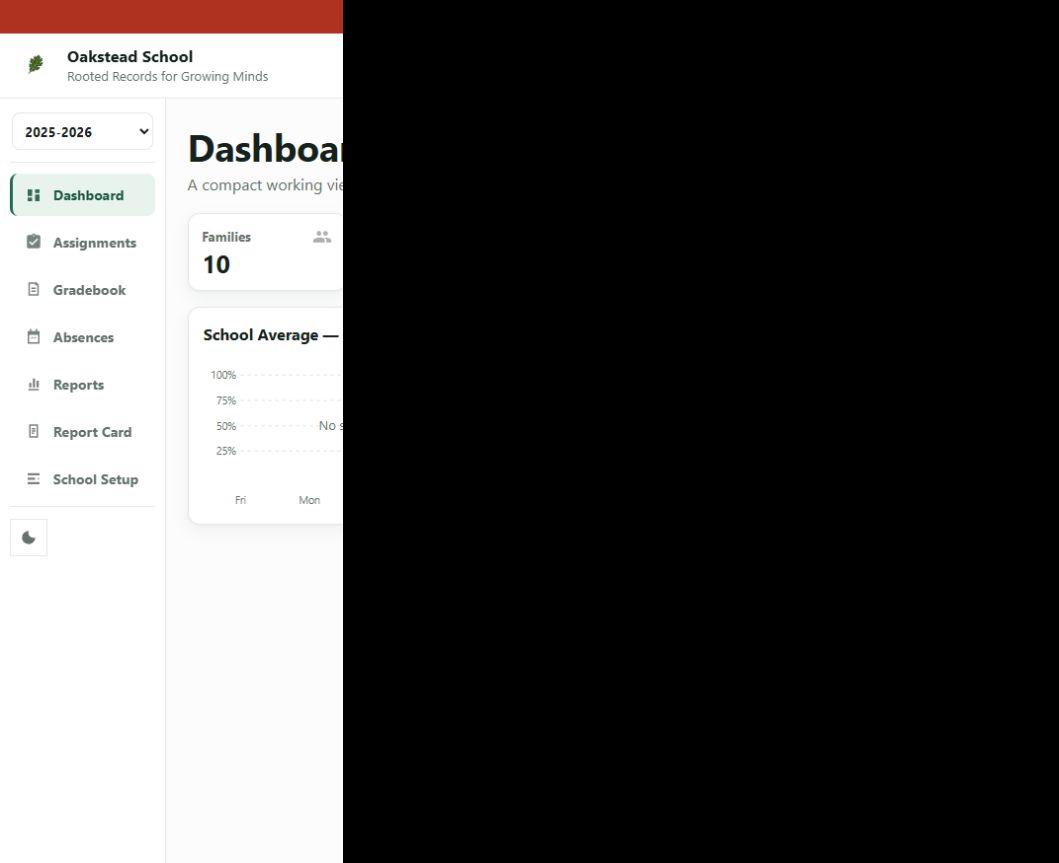 Oakstead School
Rooted Records for Growing Minds
2025-2026
Dashboard
Assignments
Gradebook
Absences
Reports
Report Card
School Setup
A compact working
Families
10
School Average —
100%
75%
50%
25%
No
Fri
Mon